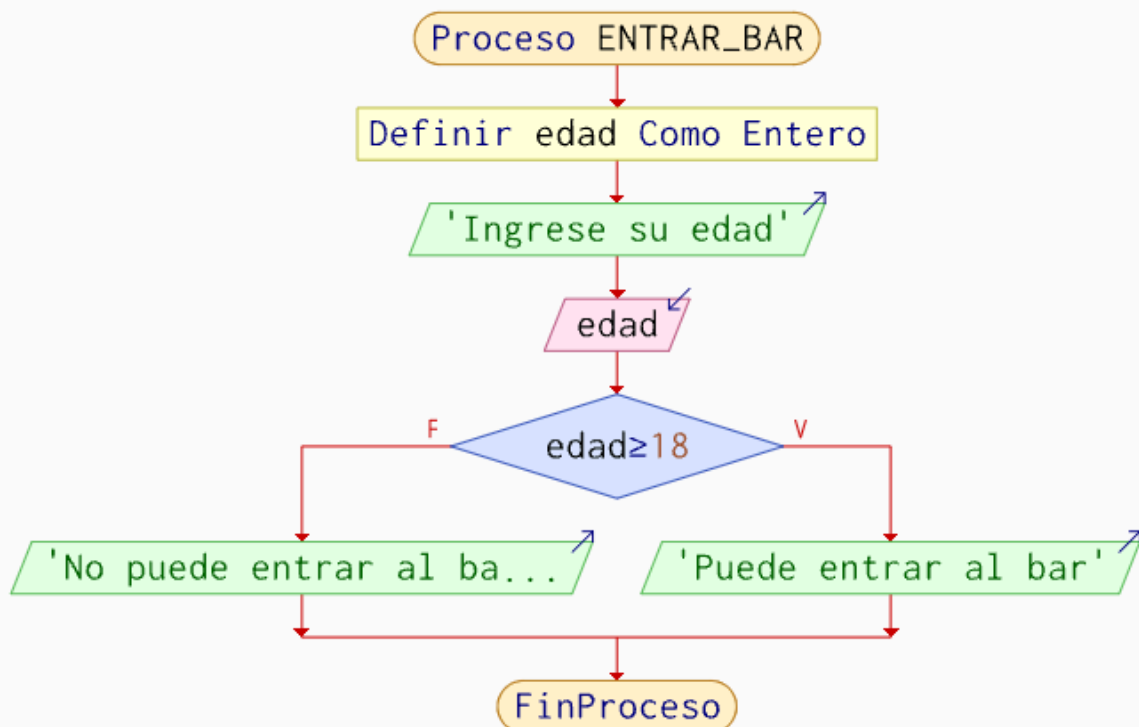 Proceso ENTRAR_BAR
Definir edad Como Entero
'Ingrese su edad'
edad
F
edad≥18
V
'No puede entrar al ba...
'Puede entrar al bar'
FinProceso